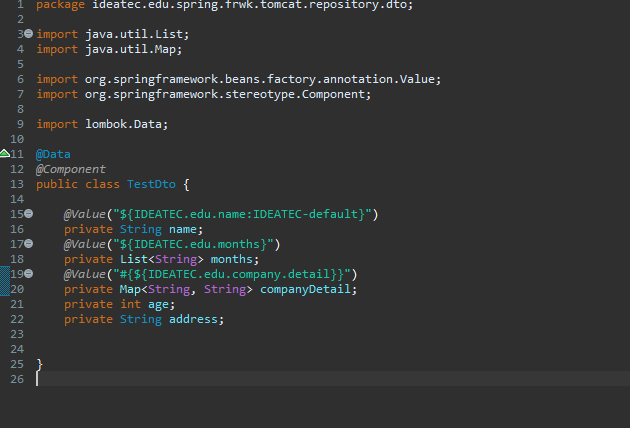 1 package ideatec.edu.spring.frwk.tomcat.repository.dto;
2
3 import java.util.List;
4 import java.util.Map;
5
6 import org.springframework.beans.factory.annotation.Value;
7 import org.springframework.stereotype.Component;
8
9 import lombok.Data;
10
11 @Data
12 @Component
13 public class TestDto {
14
15 @Value("${IDEATEC.edu.name:IDEATEC-default}")
16 private String name;
17 @Value("${IDEATEC.edu.months}")
18 private List<String> months;
19 @Value("#{${IDEATEC.edu.company.detail}}")
20 private Map<String, String> companyDetail;
21 private int age;
22 private String address;
23
24
25 }
26